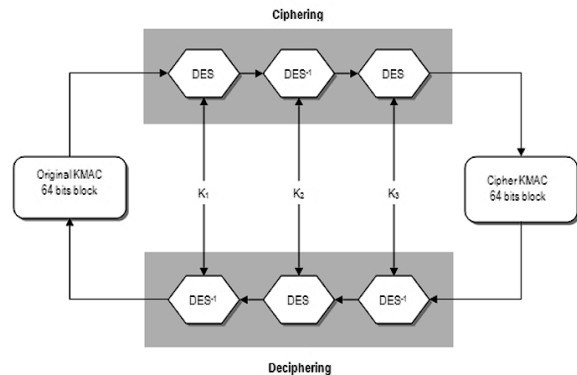 Ciphering
DES
DES⁻¹
DES
Original KMAC
64 bits block
K₁
K₂
K₃
Cipher KMAC
64 bits block
DES⁻¹
DES
DES⁻¹
Deciphering